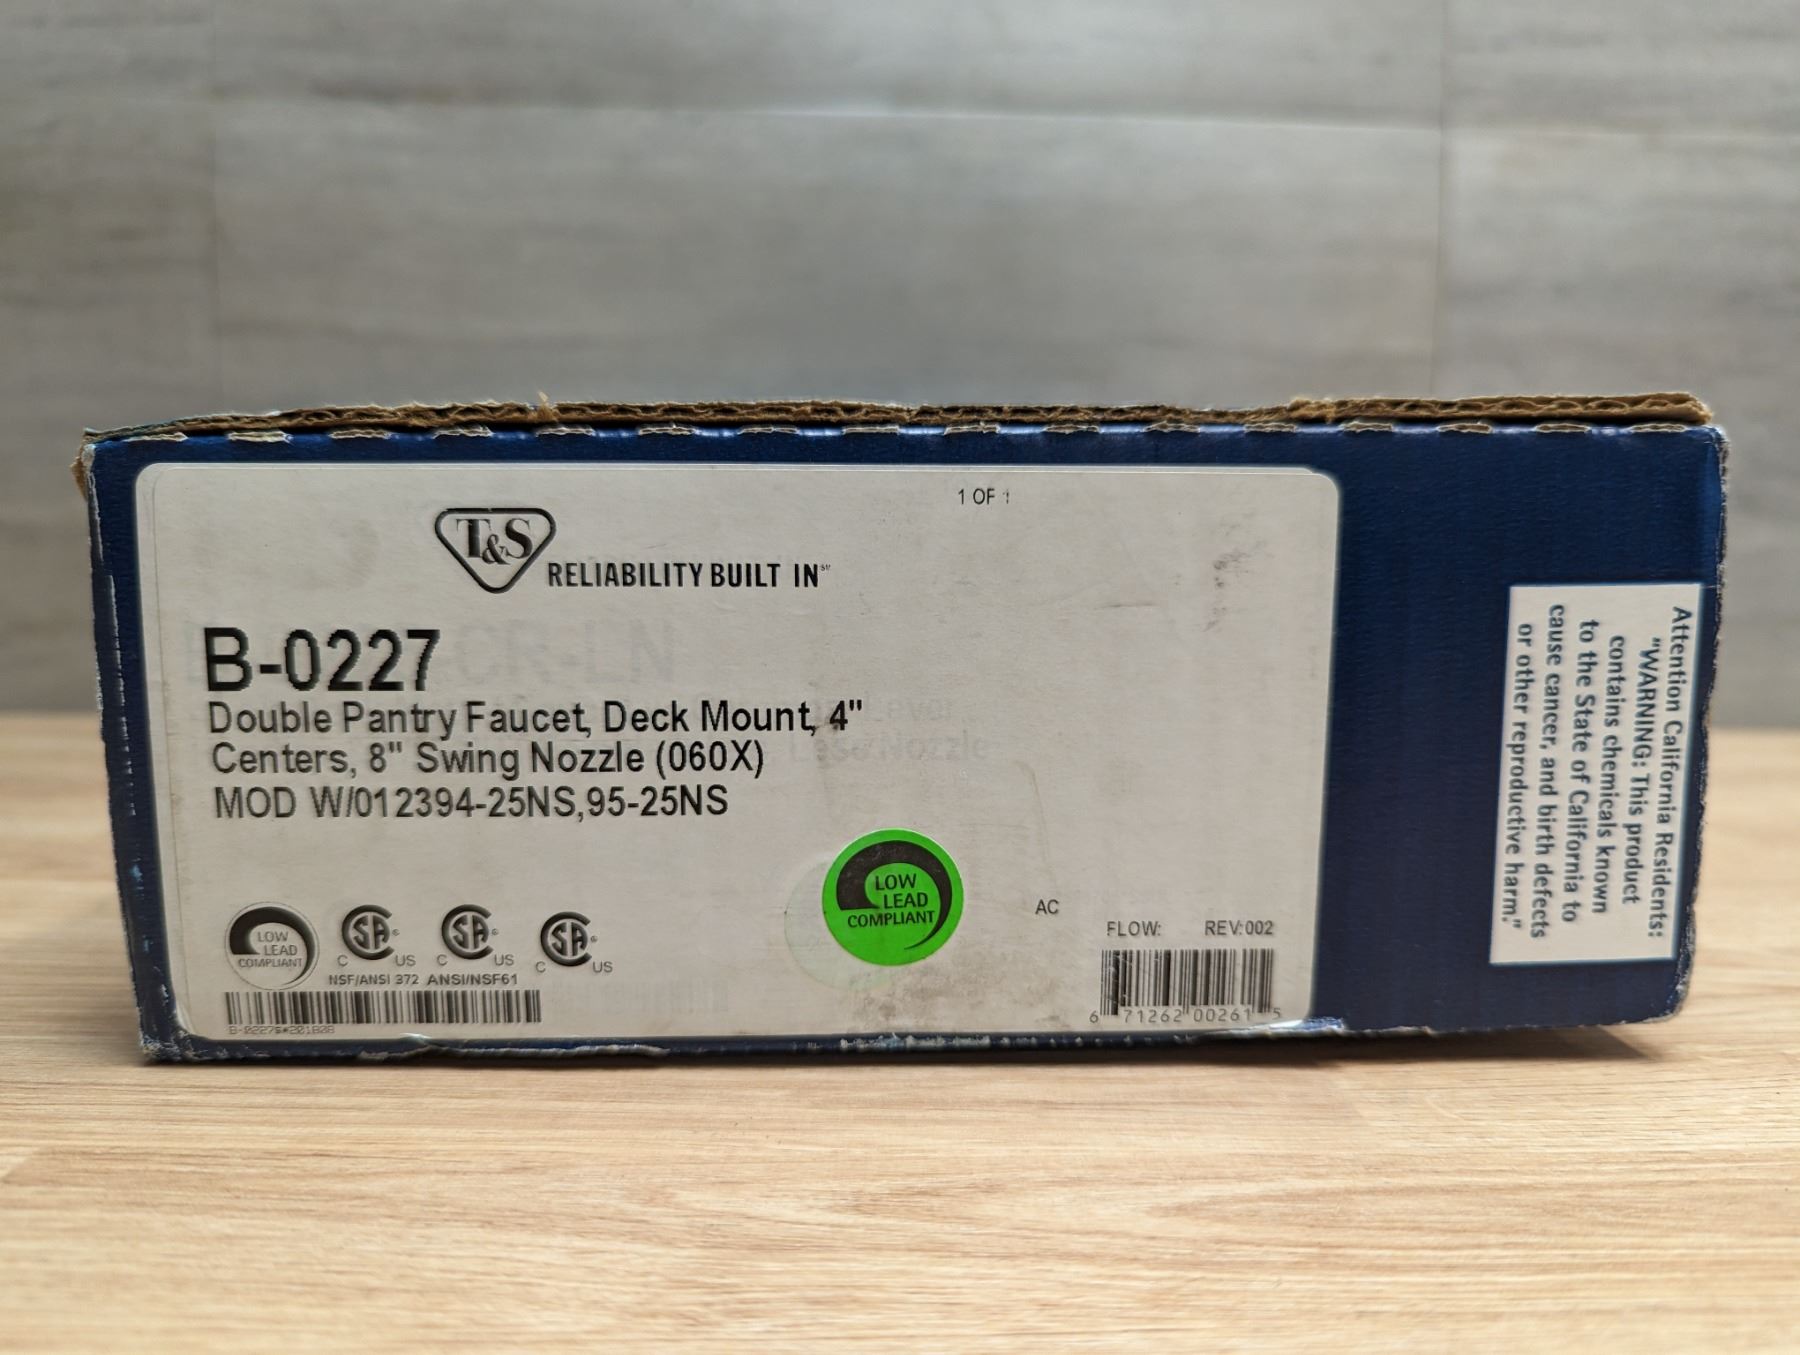 1 OF 1
T&S
RELIABILITY BUILT IN
B-0227
Double Pantry Faucet, Deck Mount, 4"
Centers, 8" Swing Nozzle (060X)
MOD W/012394-25NS,95-25NS
LOW
LEAD
COMPLIANT
LOW
LEAD
COMPLIANT
SA
C US
SA
C US
SA
C US
NSF/ANSI 372 ANSI/NSF61
AC
FLOW: REV:002
6 71262 00261 5
Attention California Residents:
"WARNING: This product
contains chemicals known
to the State of California to
cause cancer, and birth defects
or other reproductive harm."